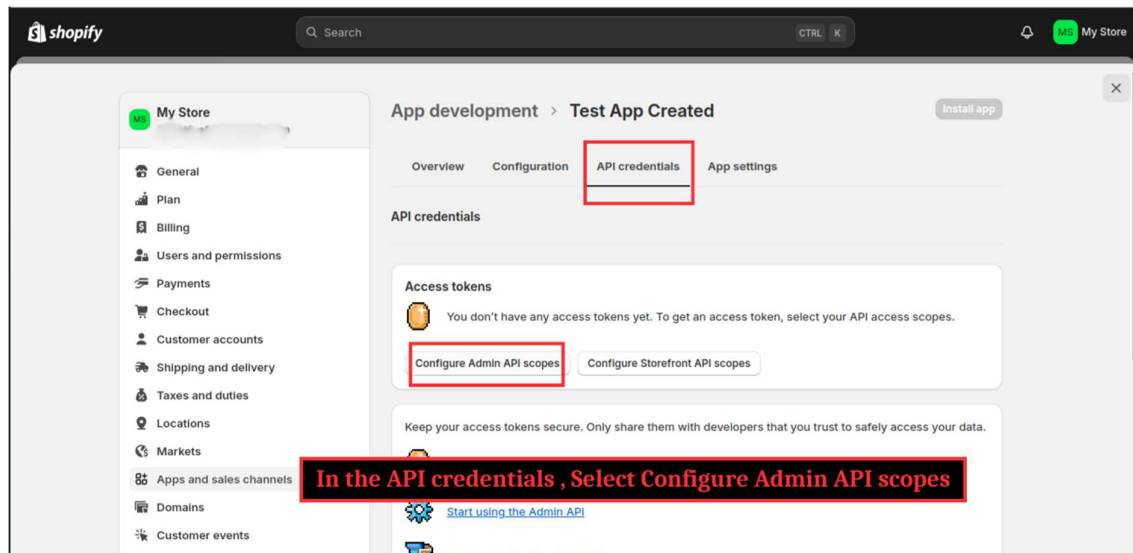 shopify
Search
CTRL K
MS
My Store
MS
My Store
General
Plan
Billing
Users and permissions
Payments
Checkout
Customer accounts
Shipping and delivery
Taxes and duties
Locations
Markets
Apps and sales channels
Domains
Customer events
App development > Test App Created
Install app
Overview
Configuration
API credentials
App settings
API credentials
Access tokens
You don’t have any access tokens yet. To get an access token, select your API access scopes.
Configure Admin API scopes
Configure Storefront API scopes
Keep your access tokens secure. Only share them with developers that you trust to safely access your data.
In the API credentials , Select Configure Admin API scopes
Start using the Admin API